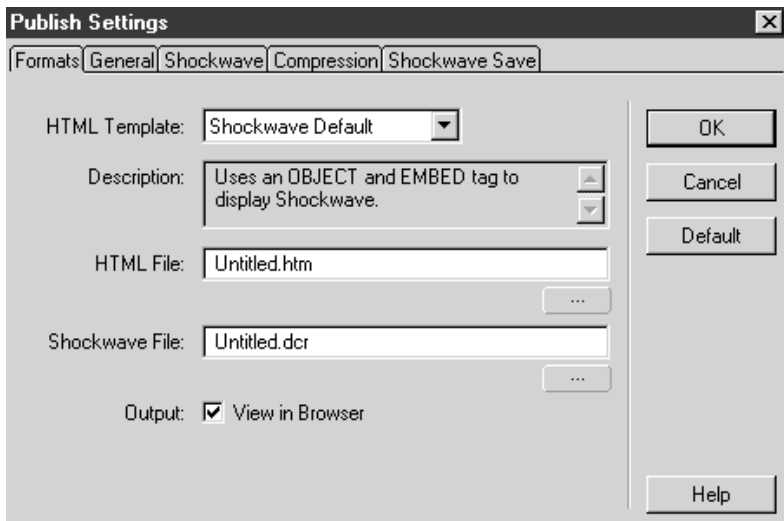 Publish Settings
Formats General Shockwave Compression Shockwave Save
HTML Template: Shockwave Default
Description: Uses an OBJECT and EMBED tag to
display Shockwave.
HTML File: Untitled.htm
...
Shockwave File: Untitled.dcr
...
Output: View in Browser
OK
Cancel
Default
Help